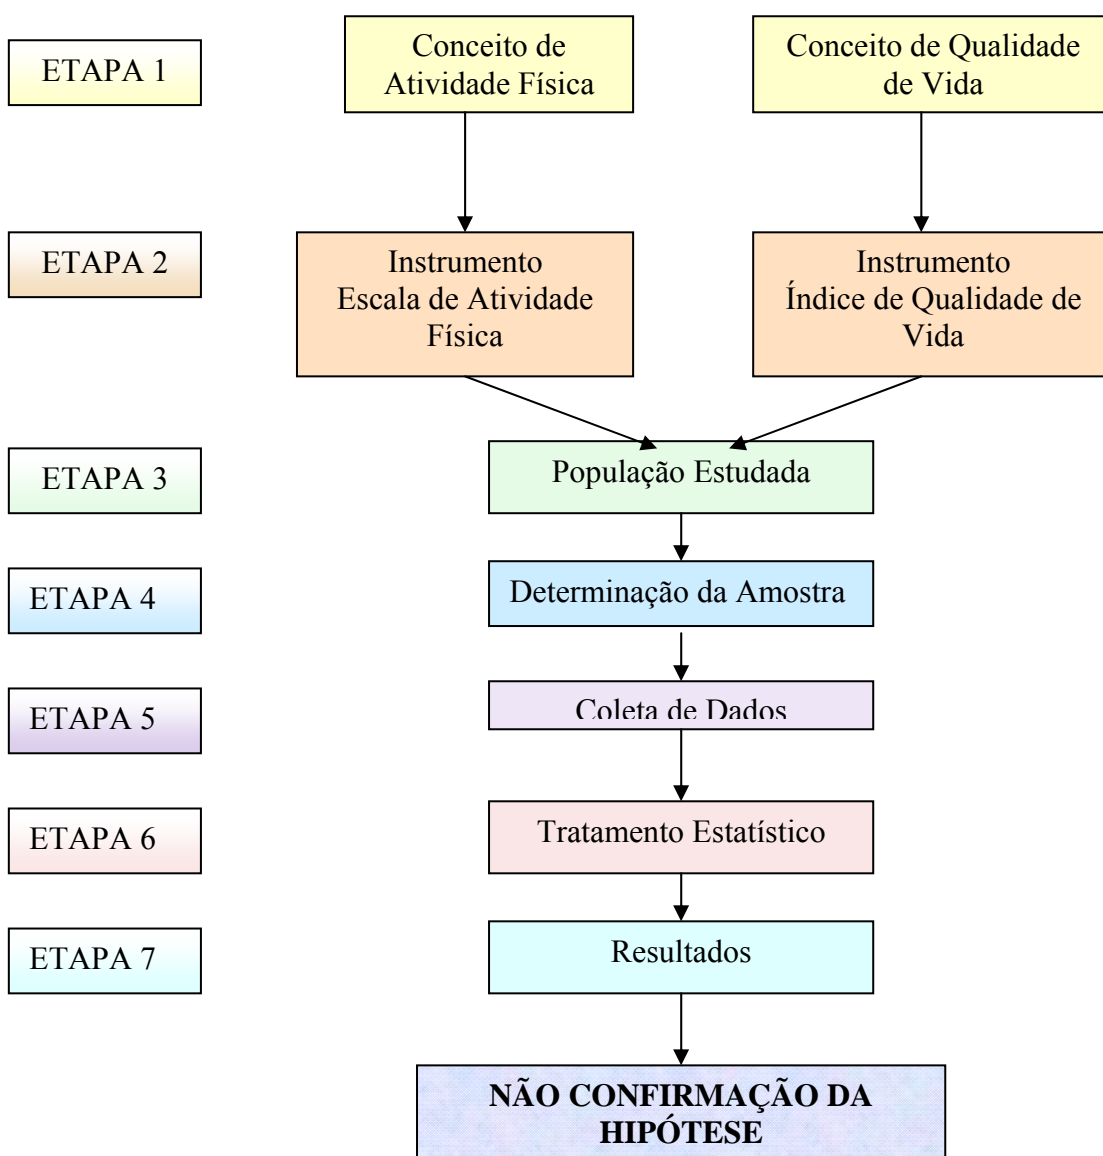 ETAPA 1
Conceito de
Atividade Física
Conceito de Qualidade
de Vida
ETAPA 2
Instrumento
Escala de Atividade
Física
Instrumento
Índice de Qualidade de
Vida
ETAPA 3
População Estudada
ETAPA 4
Determinação da Amostra
ETAPA 5
Coleta de Dados
ETAPA 6
Tratamento Estatístico
ETAPA 7
Resultados
NÃO CONFIRMAÇÃO DA
HIPÓTESE